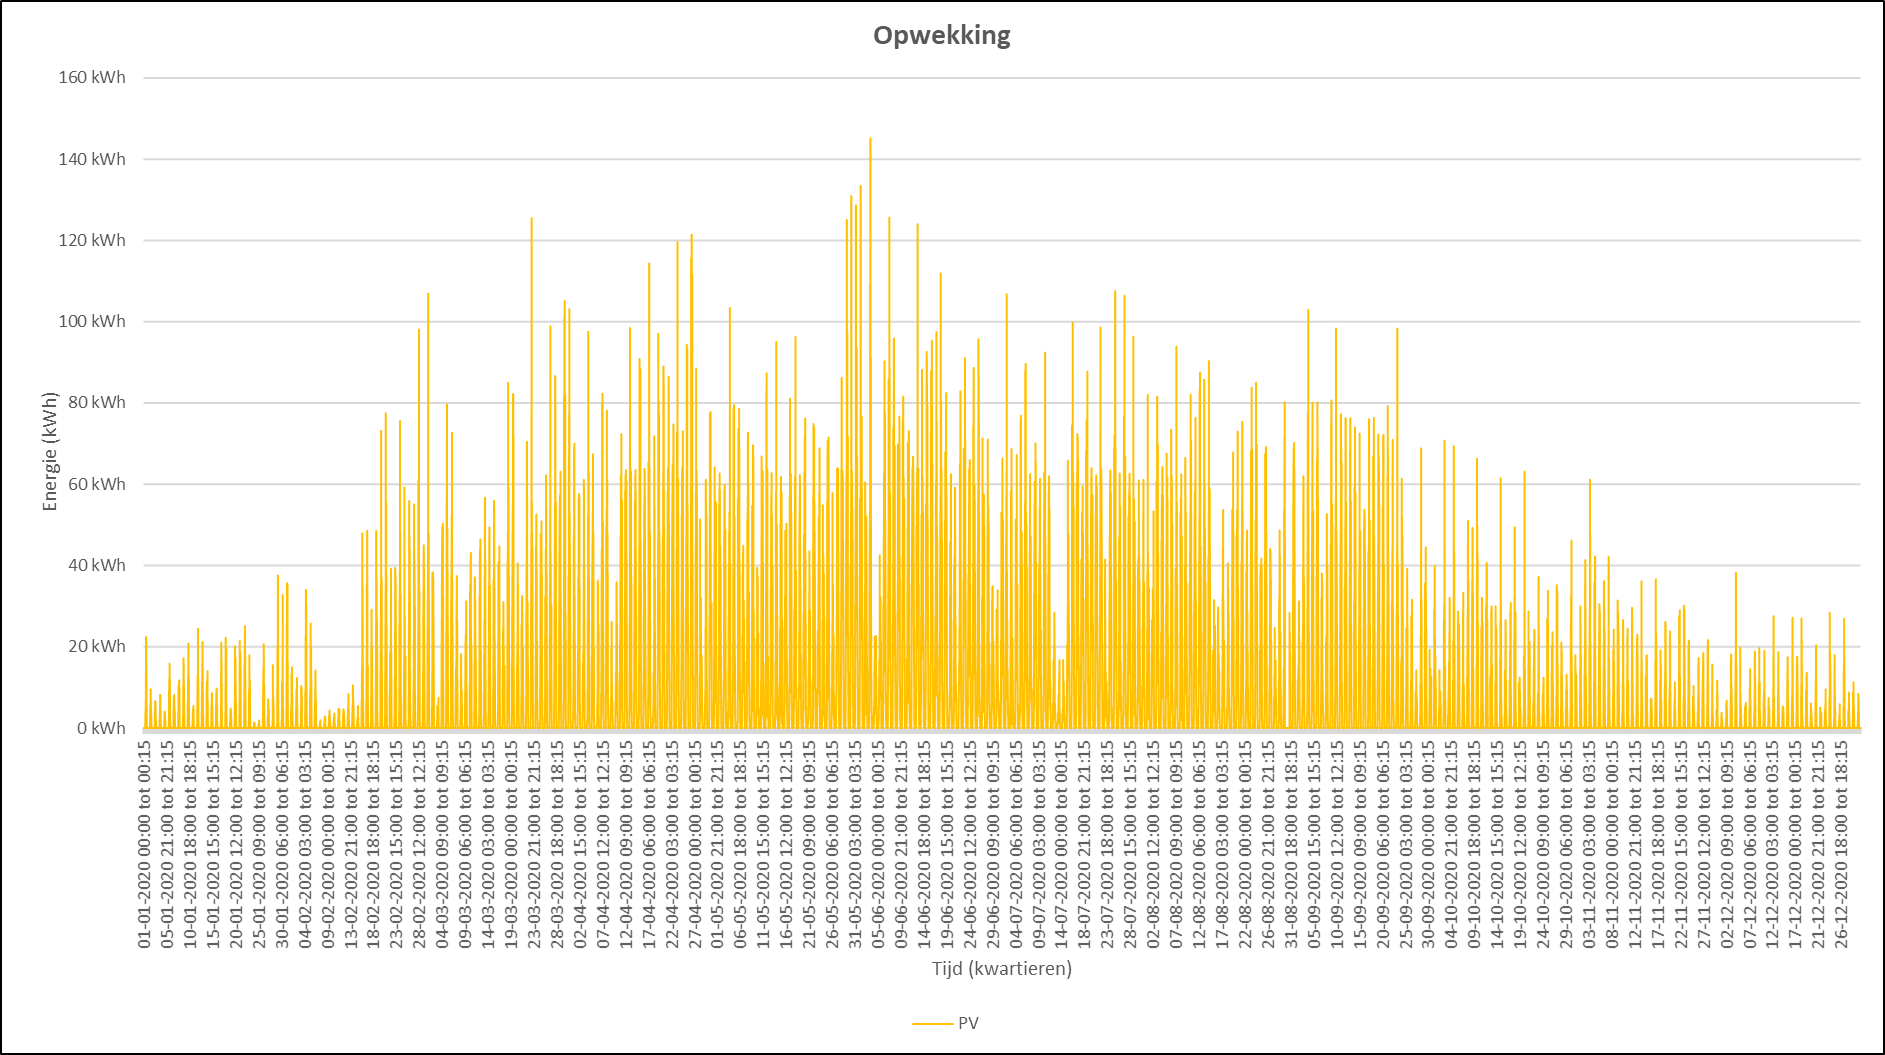 Opwekking
160 kWh
140 kWh
120 kWh
100 kWh
80 kWh
60 kWh
40 kWh
20 kWh
0 kWh
Energie (kWh)
01-01-2020 00:00 tot 00:15
05-01-2020 21:00 tot 21:15
10-01-2020 18:00 tot 18:15
15-01-2020 15:00 tot 15:15
20-01-2020 12:00 tot 12:15
25-01-2020 09:00 tot 09:15
30-01-2020 06:00 tot 06:15
04-02-2020 03:00 tot 03:15
09-02-2020 00:00 tot 00:15
13-02-2020 21:00 tot 21:15
18-02-2020 18:00 tot 18:15
23-02-2020 15:00 tot 15:15
28-02-2020 12:00 tot 12:15
04-03-2020 09:00 tot 09:15
09-03-2020 06:00 tot 06:15
14-03-2020 03:00 tot 03:15
19-03-2020 00:00 tot 00:15
23-03-2020 21:00 tot 21:15
28-03-2020 18:00 tot 18:15
02-04-2020 15:00 tot 15:15
07-04-2020 12:00 tot 12:15
12-04-2020 09:00 tot 09:15
17-04-2020 06:00 tot 06:15
22-04-2020 03:00 tot 03:15
27-04-2020 00:00 tot 00:15
01-05-2020 21:00 tot 21:15
06-05-2020 18:00 tot 18:15
11-05-2020 15:00 tot 15:15
16-05-2020 12:00 tot 12:15
21-05-2020 09:00 tot 09:15
26-05-2020 06:00 tot 06:15
31-05-2020 03:00 tot 03:15
05-06-2020 00:00 tot 00:15
09-06-2020 21:00 tot 21:15
14-06-2020 18:00 tot 18:15
19-06-2020 15:00 tot 15:15
24-06-2020 12:00 tot 12:15
29-06-2020 09:00 tot 09:15
04-07-2020 06:00 tot 06:15
09-07-2020 03:00 tot 03:15
14-07-2020 00:00 tot 00:15
18-07-2020 21:00 tot 21:15
23-07-2020 18:00 tot 18:15
28-07-2020 15:00 tot 15:15
02-08-2020 12:00 tot 12:15
07-08-2020 09:00 tot 09:15
12-08-2020 06:00 tot 06:15
17-08-2020 03:00 tot 03:15
22-08-2020 00:00 tot 00:15
26-08-2020 21:00 tot 21:15
31-08-2020 18:00 tot 18:15
05-09-2020 15:00 tot 15:15
10-09-2020 12:00 tot 12:15
15-09-2020 09:00 tot 09:15
20-09-2020 06:00 tot 06:15
25-09-2020 03:00 tot 03:15
30-09-2020 00:00 tot 00:15
04-10-2020 21:00 tot 21:15
09-10-2020 18:00 tot 18:15
14-10-2020 15:00 tot 15:15
19-10-2020 12:00 tot 12:15
24-10-2020 09:00 tot 09:15
29-10-2020 06:00 tot 06:15
03-11-2020 03:00 tot 03:15
08-11-2020 00:00 tot 00:15
12-11-2020 21:00 tot 21:15
17-11-2020 18:00 tot 18:15
22-11-2020 15:00 tot 15:15
27-11-2020 12:00 tot 12:15
02-12-2020 09:00 tot 09:15
07-12-2020 06:00 tot 06:15
12-12-2020 03:00 tot 03:15
17-12-2020 00:00 tot 00:15
21-12-2020 21:00 tot 21:15
26-12-2020 18:00 tot 18:15
Tijd (kwartieren)
PV